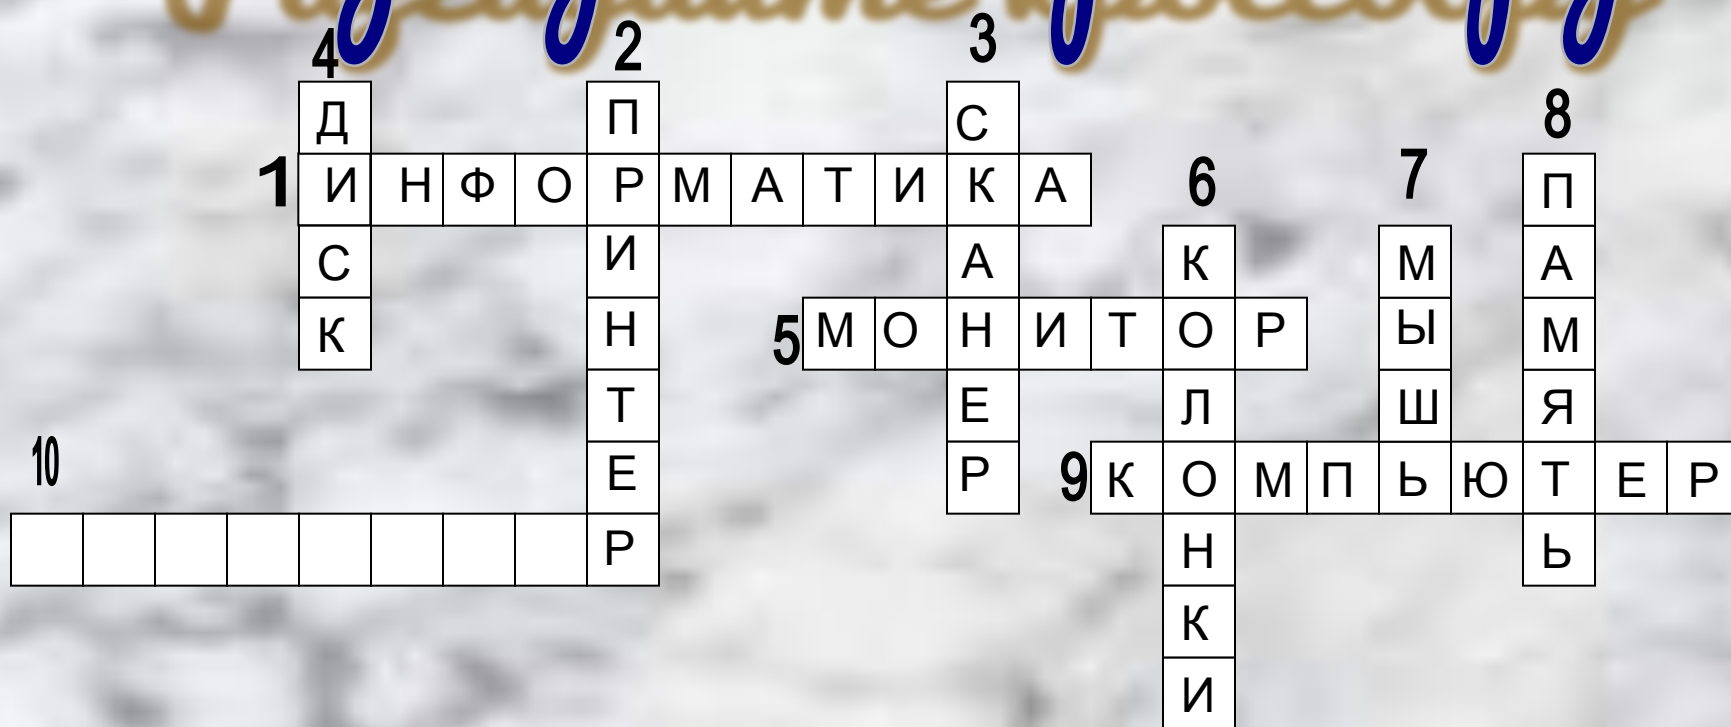 4
2
3
8
1
6
7
5
10
9
ДИСК
ПРИНТЕР
СКАНЕР
ИНФОРМАТИКА
МОНИТОР
КОЛОНКИ
МЫШЬ
ПАМЯТЬ
КОМПЬЮТЕР